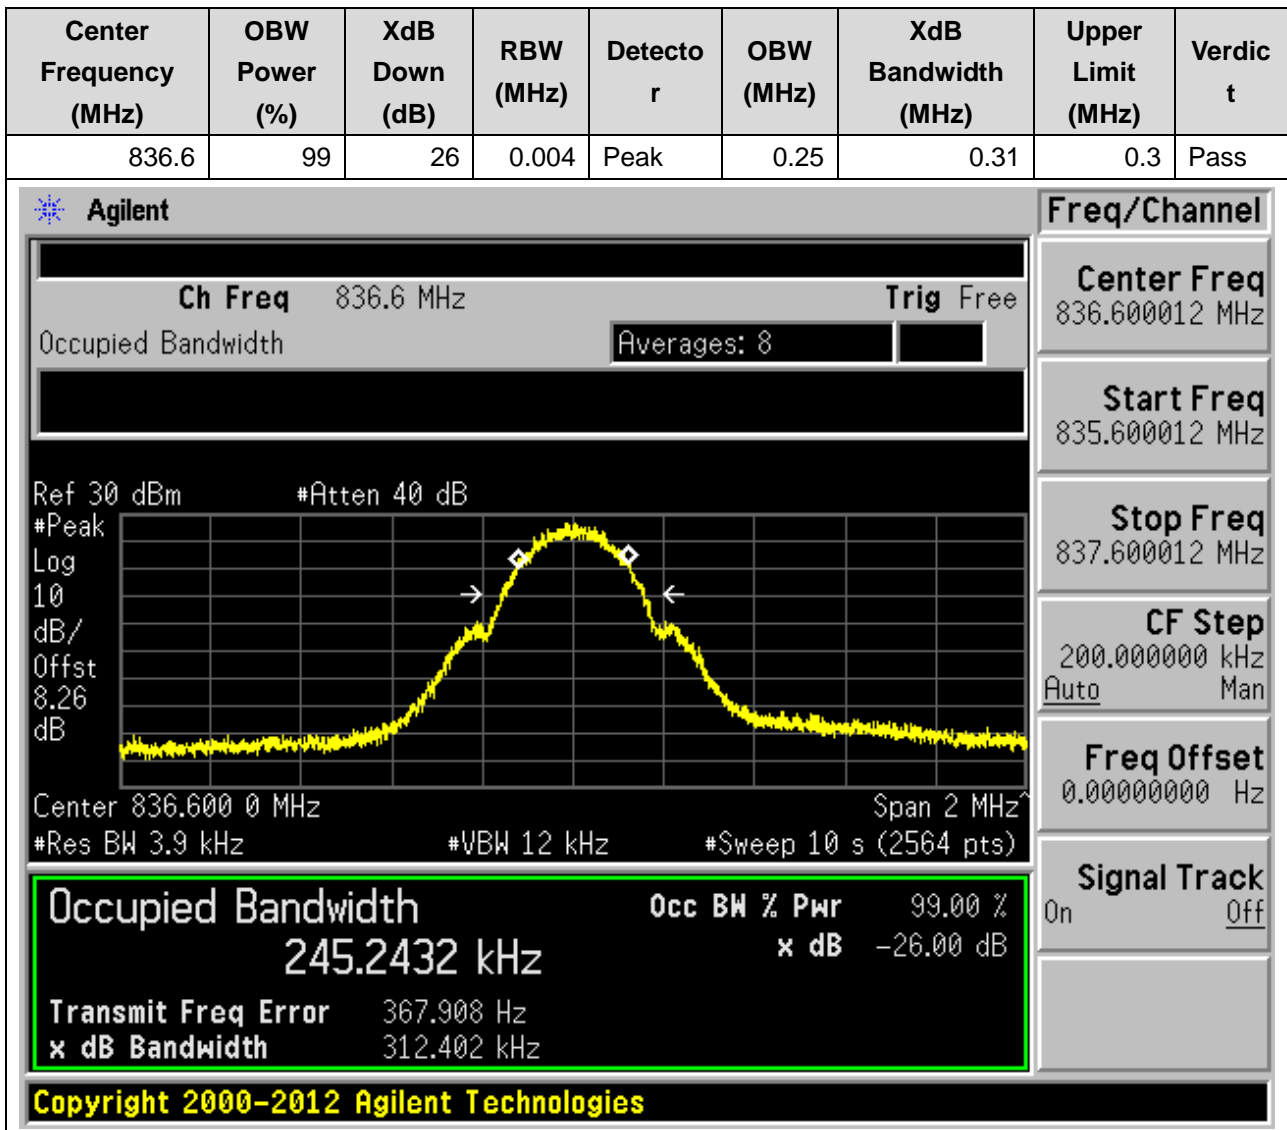 Center Frequency (MHz) OBW Power (%) XdB Down (dB) RBW (MHz) Detecto r OBW (MHz) XdB Bandwidth (MHz) Upper Limit (MHz) Verdic t
836.6 99 26 0.004 Peak 0.25 0.31 0.3 Pass
Agilent
Freq/Channel
Ch Freq 836.6 MHz Trig Free
Occupied Bandwidth Averages: 8
Center Freq
836.600012 MHz
Start Freq
835.600012 MHz
Stop Freq
837.600012 MHz
CF Step
200.000000 kHz
Auto Man
Freq Offset
0.00000000 Hz
Signal Track
On Off
Ref 30 dBm #Atten 40 dB
#Peak
Log
10
dB/
Offst
8.26
dB
Center 836.600 0 MHz Span 2 MHz^
#Res BW 3.9 kHz #VBW 12 kHz #Sweep 10 s (2564 pts)
Occupied Bandwidth Occ BW % Pwr 99.00 %
245.2432 kHz x dB -26.00 dB
Transmit Freq Error 367.908 Hz
x dB Bandwidth 312.402 kHz
Copyright 2000-2012 Agilent Technologies